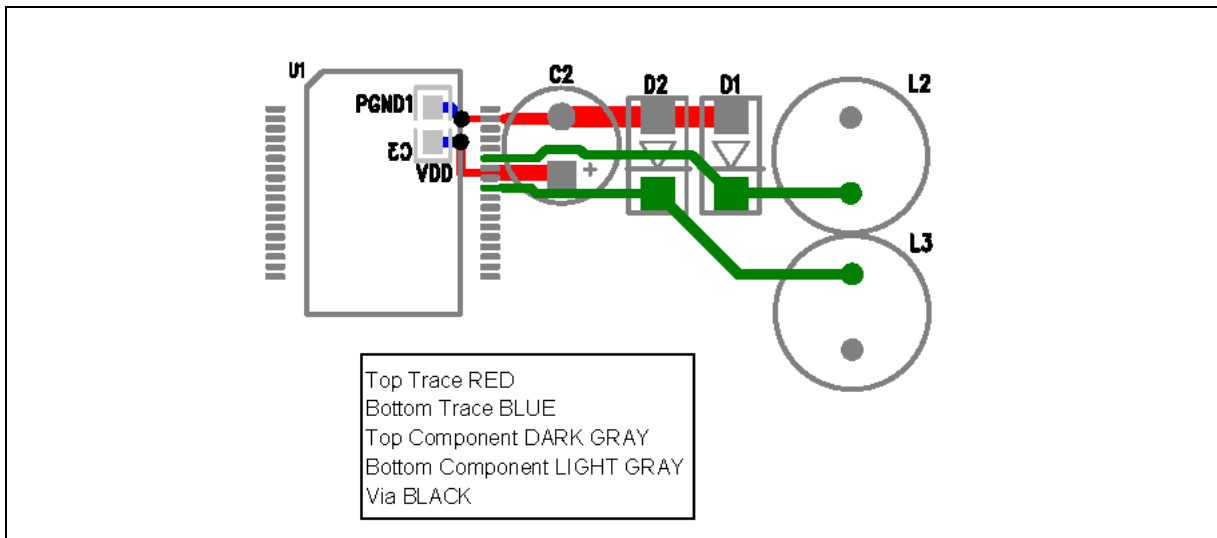 U1
C2
D2
D1
L2
PGND1
C3
VDD
+
L3
Top Trace RED
Bottom Trace BLUE
Top Component DARK GRAY
Bottom Component LIGHT GRAY
Via BLACK